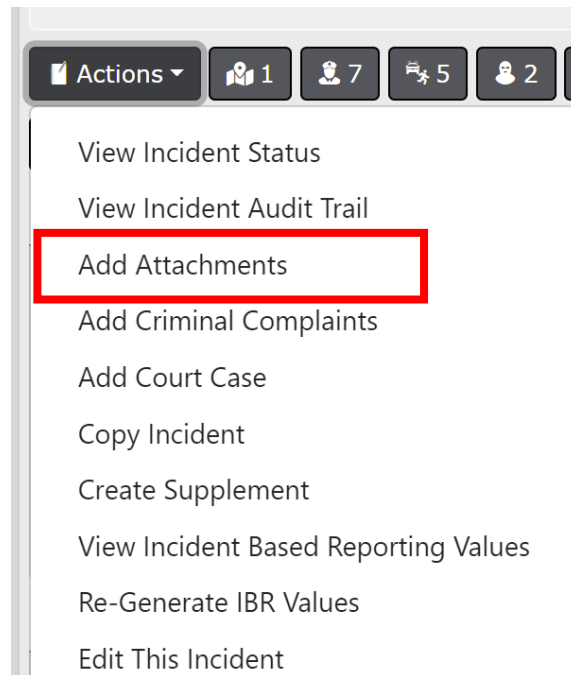 Actions 1 7 5 2
View Incident Status
View Incident Audit Trail
Add Attachments
Add Criminal Complaints
Add Court Case
Copy Incident
Create Supplement
View Incident Based Reporting Values
Re-Generate IBR Values
Edit This Incident